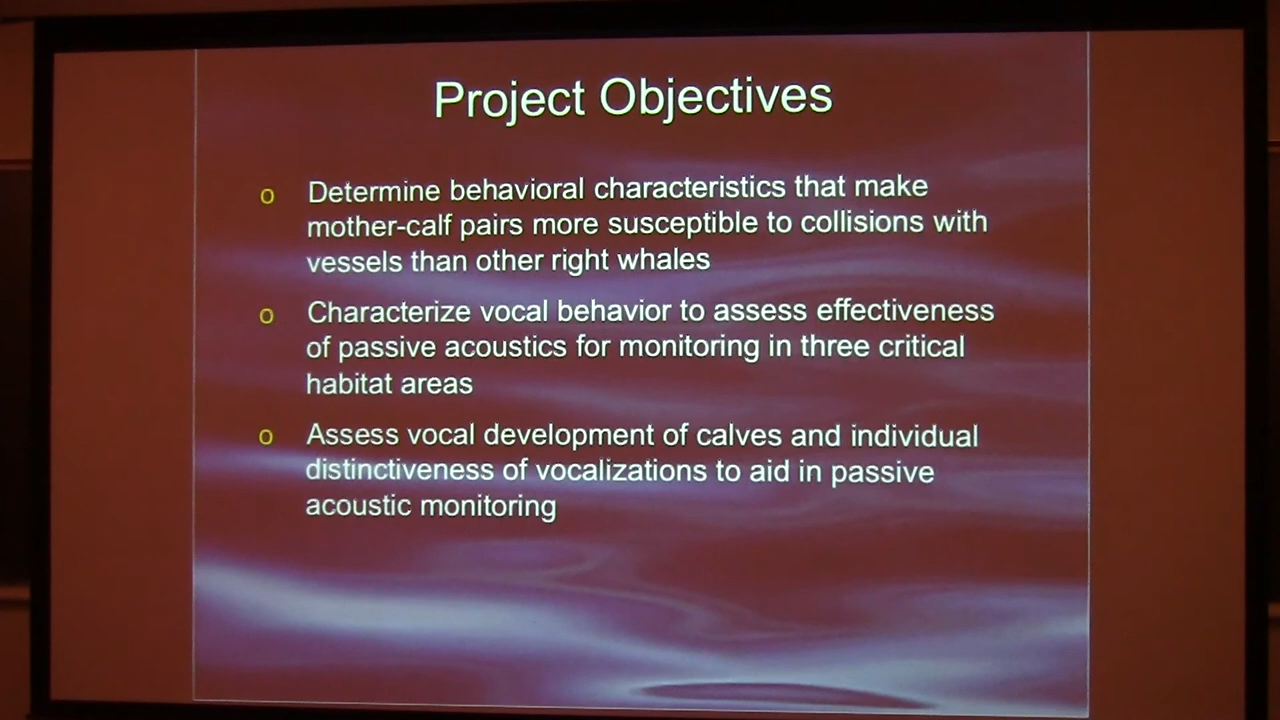 Project Objectives
o Determine behavioral characteristics that make
mother-calf pairs more susceptible to collisions with
vessels than other right whales
o Characterize vocal behavior to assess effectiveness
of passive acoustics for monitoring in three critical
habitat areas
o Assess vocal development of calves and individual
distinctiveness of vocalizations to aid in passive
acoustic monitoring